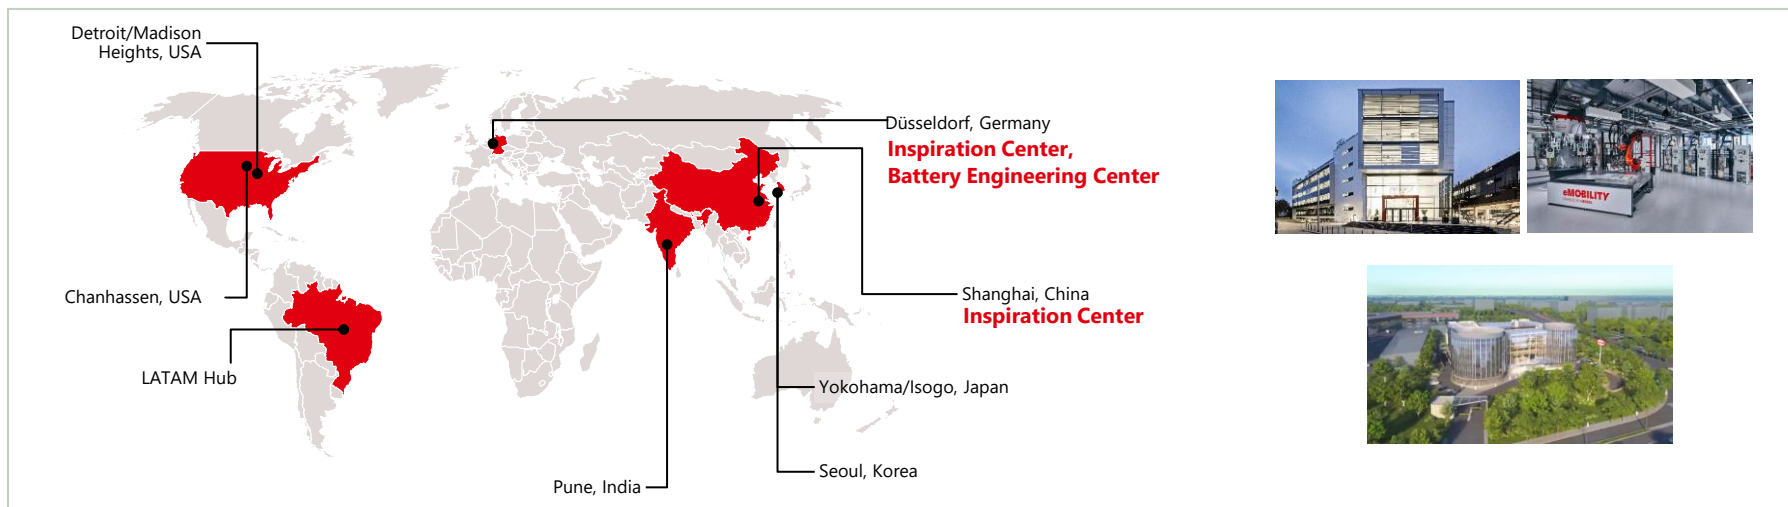 Detroit/Madison
Heights, USA
Düsseldorf, Germany
Inspiration Center,
Battery Engineering Center
eMOBILITY
Chanhassen, USA
Shanghai, China
Inspiration Center
LATAM Hub
Yokohama/Isogo, Japan
Seoul, Korea
Pune, India